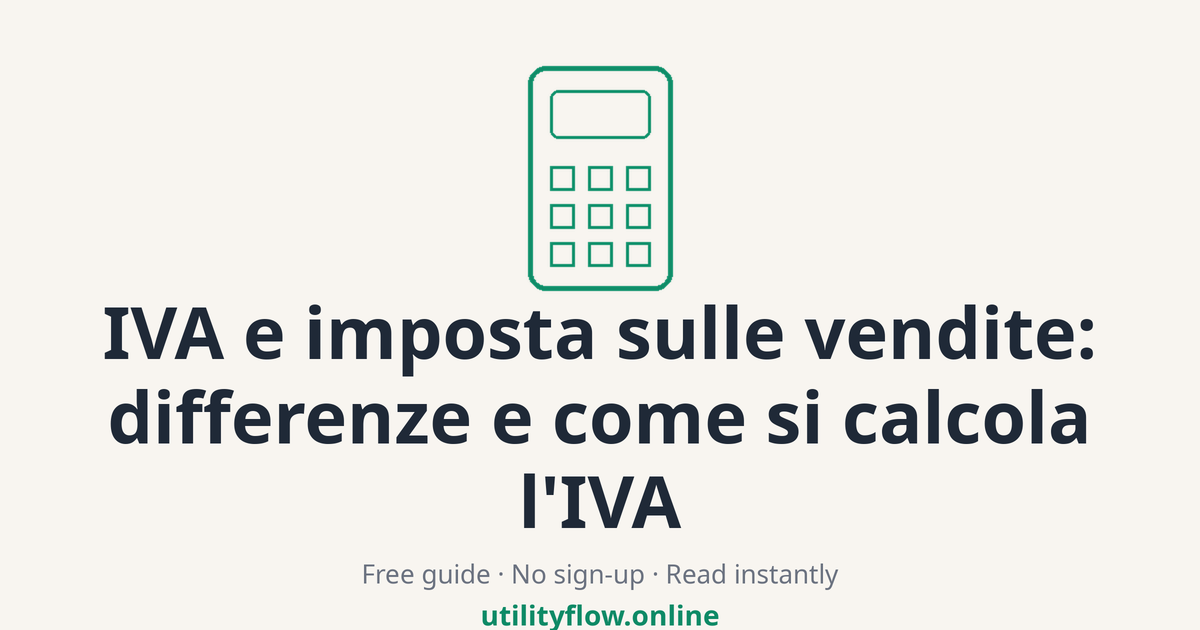 IVA e imposta sulle vendite:
differenze e come si calcola
l'IVA
Free guide · No sign-up · Read instantly
utilityflow.online